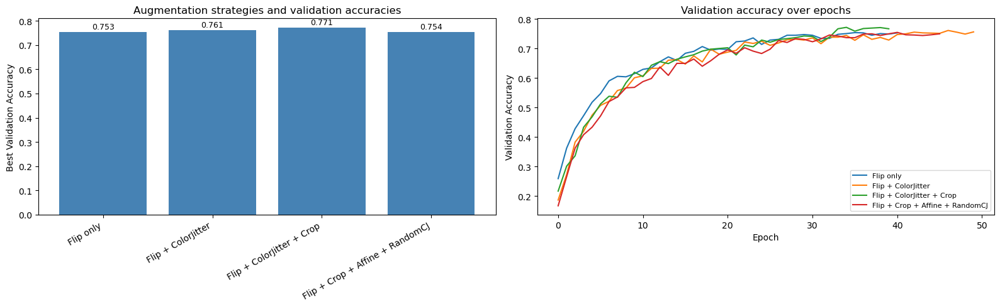 Augmentation strategies and validation accuracies
Best Validation Accuracy
0.8
0.7
0.6
0.5
0.4
0.3
0.2
0.1
0.0
0.753
0.761
0.771
0.754
Flip only
Flip + ColorJitter
Flip + ColorJitter + Crop
Flip + Crop + Affine + RandomCJ
Validation accuracy over epochs
Validation Accuracy
0.8
0.7
0.6
0.5
0.4
0.3
0.2
Flip only
Flip + ColorJitter
Flip + ColorJitter + Crop
Flip + Crop + Affine + RandomCJ
0 10 20 30 40 50
Epoch